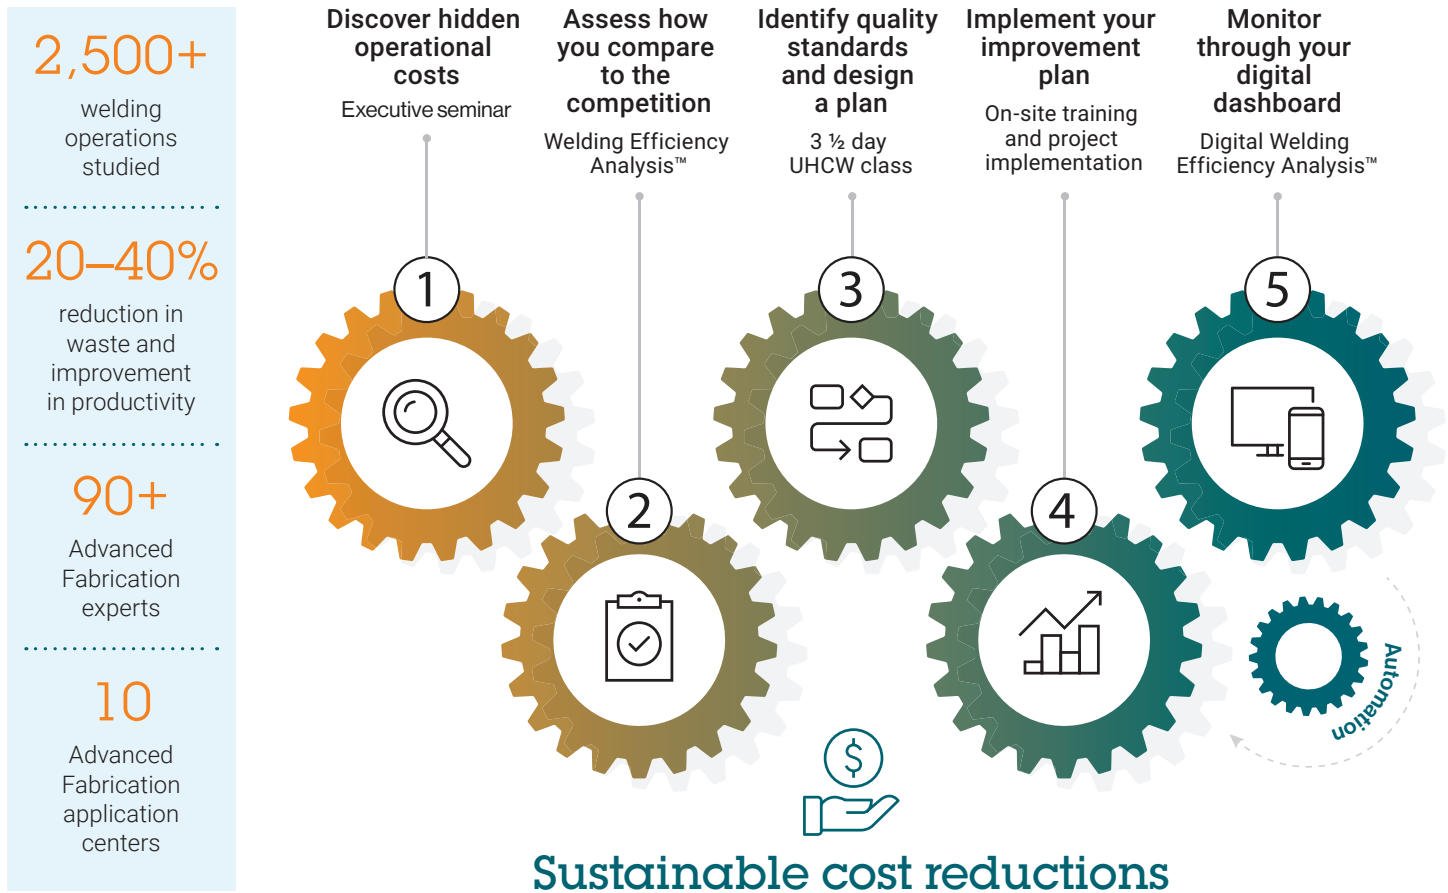 2,500+
welding
operations
studied
20–40%
reduction in
waste and
improvement
in productivity
90+
Advanced
Fabrication
experts
10
Advanced
Fabrication
application
centers
Discover hidden
operational
costs
Executive seminar
1
Assess how
you compare
to the
competition
Welding Efficiency
Analysis™
2
Identify quality
standards
and design
a plan
3 ½ day
UHCW class
3
Implement your
improvement
plan
On-site training
and project
implementation
4
Monitor
through your
digital
dashboard
Digital Welding
Efficiency Analysis™
5
Automation
$
Sustainable cost reductions